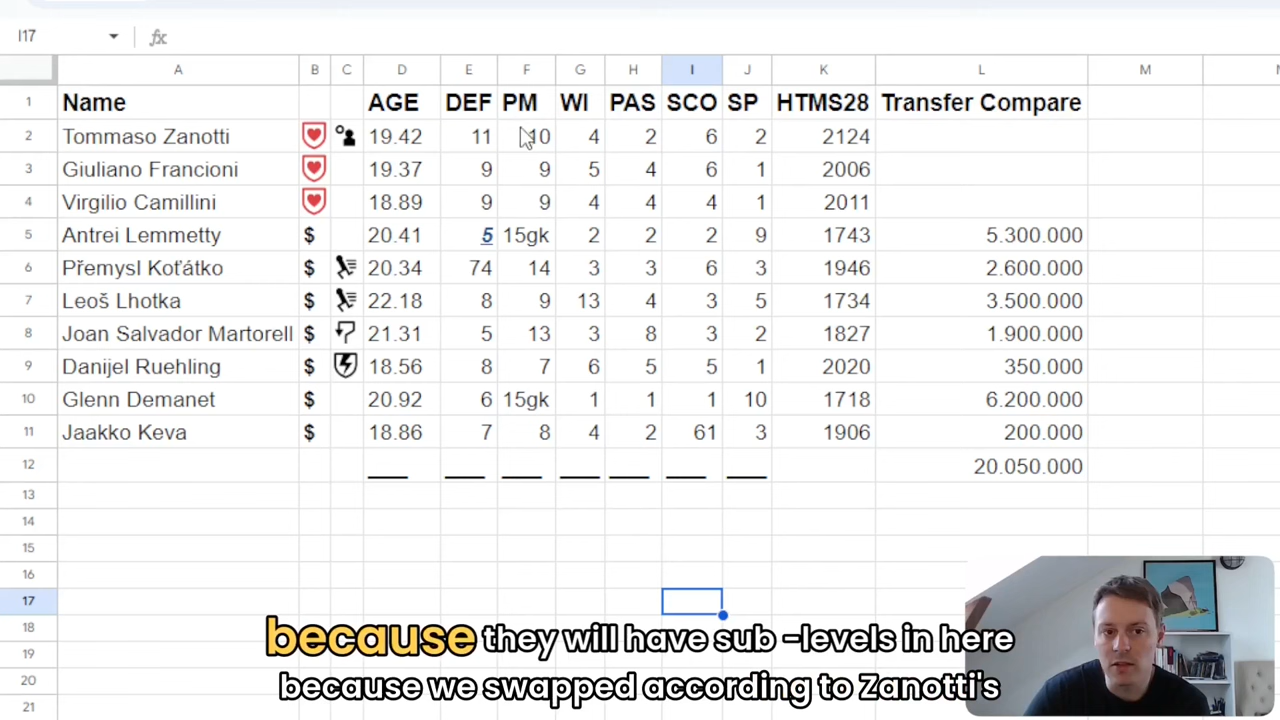 I17 fx
A B C D E F G H I J K L M
1 Name AGE DEF PM WI PAS SCO SP HTMS28 Transfer Compare
2 Tommaso Zanotti 19.42 11 10 4 2 6 2 2124
3 Giuliano Francioni 19.37 9 9 5 4 6 1 2006
4 Virgilio Camillini 18.89 9 9 4 4 4 1 2011
5 Antrei Lemmetty $ 20.41 5 15gk 2 2 2 9 1743 5.300.000
6 Přemysl Koťátko $ 20.34 74 14 3 3 6 3 1946 2.600.000
7 Leoš Lhotka $ 22.18 8 9 13 4 3 5 1734 3.500.000
8 Joan Salvador Martorell $ 21.31 5 13 3 8 3 2 1827 1.900.000
9 Danijel Ruehling $ 18.56 8 7 6 5 5 1 2020 350.000
10 Glenn Demanet $ 20.92 6 15gk 1 1 1 10 1718 6.200.000
11 Jaakko Keva $ 18.86 7 8 4 2 61 3 1906 200.000
12 20.050.000
13
14
15
16
17
18
19
20
21
because they will have sub -levels in here
because we swapped according to Zanotti's